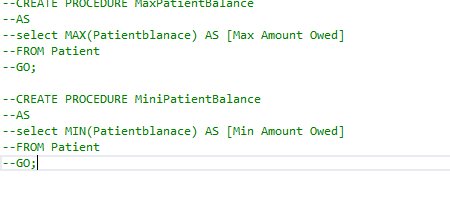 --CREATE PROCEDURE MaxPatientBalance
--AS
--select MAX(Patientblanace) AS [Max Amount Owed]
--FROM Patient
--GO;
--CREATE PROCEDURE MiniPatientBalance
--AS
--select MIN(Patientblanace) AS [Min Amount Owed]
--FROM Patient
--GO;